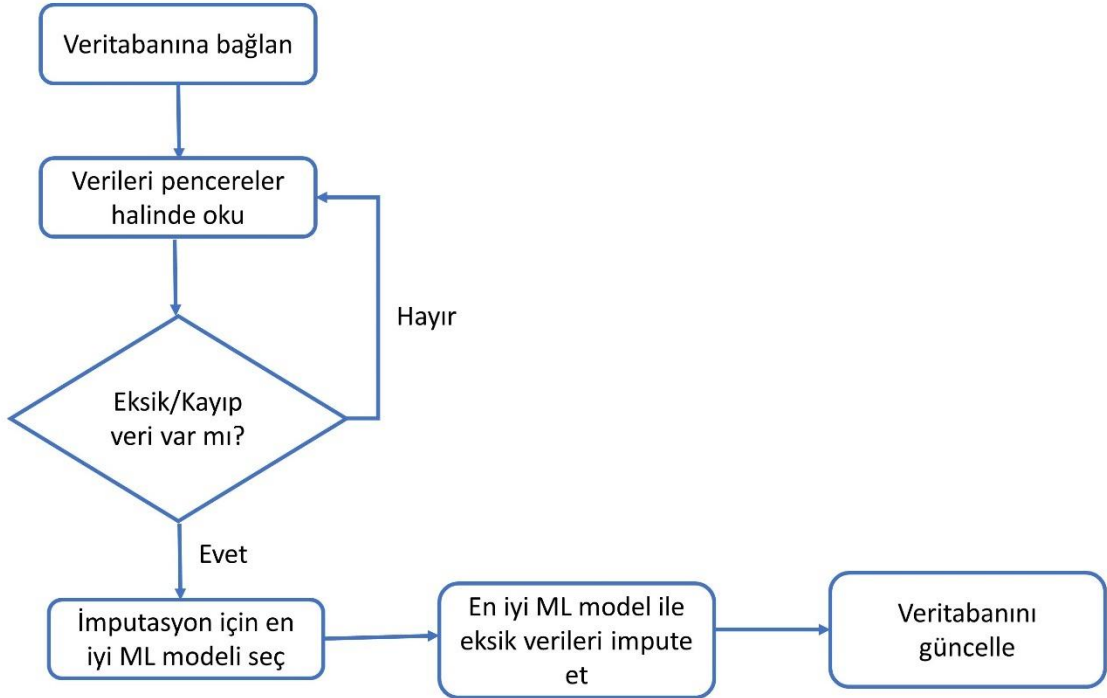 Veritabanına bağlan
Verileri pencereler
halinde oku
Hayır
Eksik/Kayıp
veri var mı?
Evet
İmputasyon için en
iyi ML modeli seç
En iyi ML model ile
eksik verileri impute
et
Veritabanını
güncelle